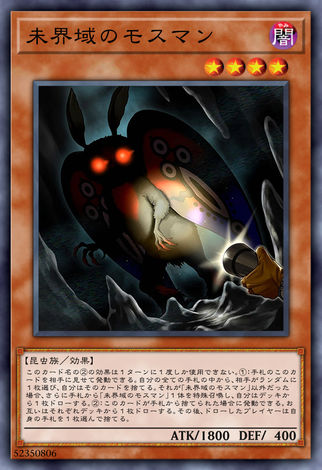 未界域のモスマン
やみ
闇
【昆虫族／効果】
このカード名の②の効果は１ターンに１度しか使用できない。①：手札のこのカ
ードを相手に見せて発動できる。自分の全ての手札の中から、相手がランダムに
１枚選び、自分はそのカードを捨てる。それが「未界域のモスマン」以外だった
場合、さらに手札から「未界域のモスマン」１体を特殊召喚し、自分はデッキか
ら１枚ドローする。②：このカードが手札から捨てられた場合に発動できる。お
互いはそれぞれデッキから１枚ドローする。その後、ドローしたプレイヤーは自
身の手札を１枚選んで捨てる。
ATK/1800 DEF/ 400
52350806